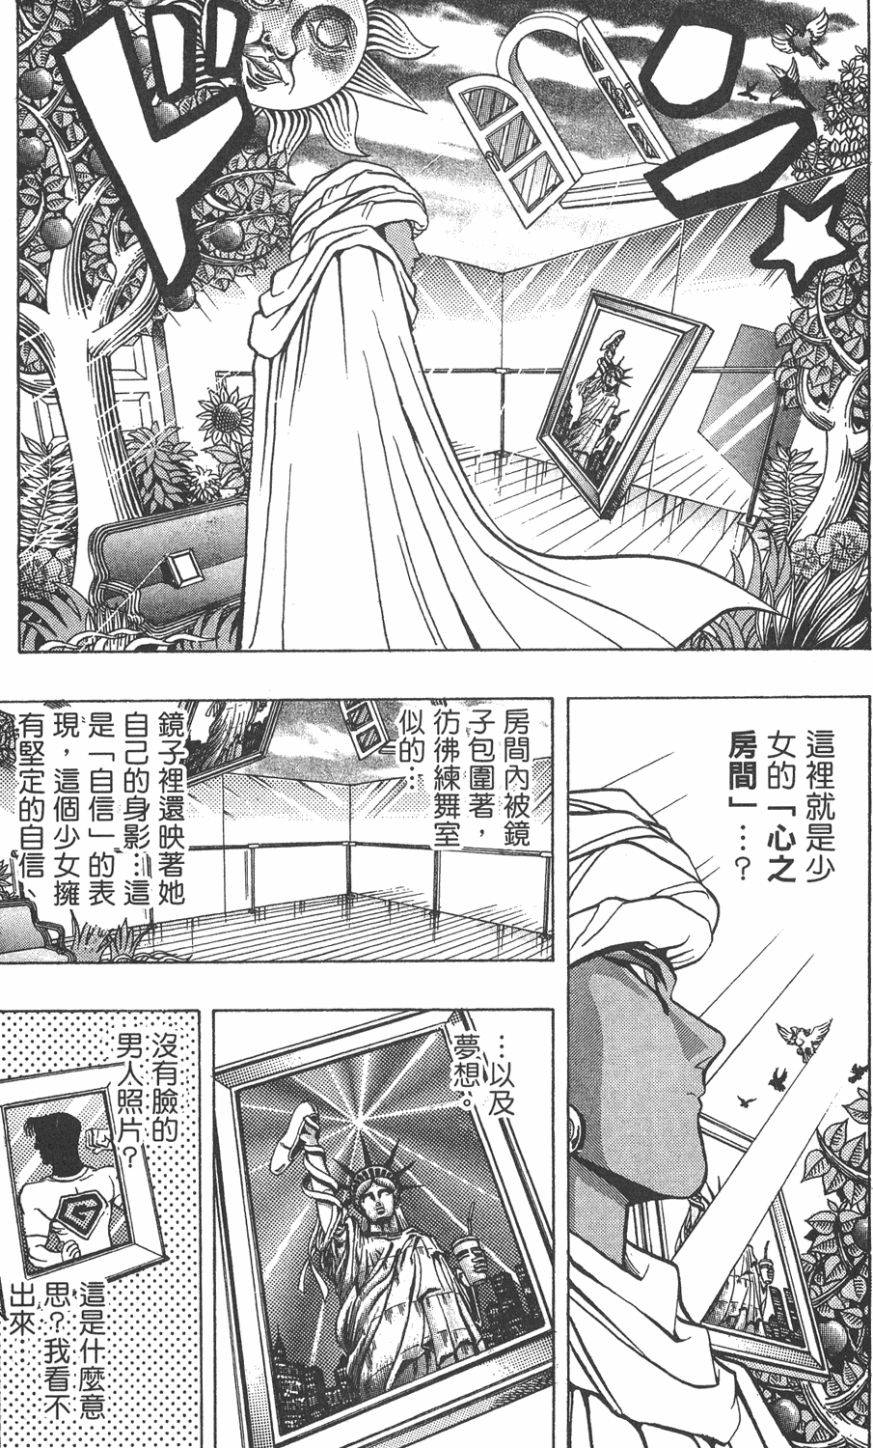 ドーン☆
這裡就是少
女的「心之
房間」…？
房間內被鏡
子包圍著，
彷彿練舞室
似的…
鏡子裡還映著她
自己的身影…這
是「自信」的表
現，這個少女擁
有堅定的自信、
…以及
夢想。
沒有臉的
男人照片？
這是什麼意
思？我看不
出來…
G